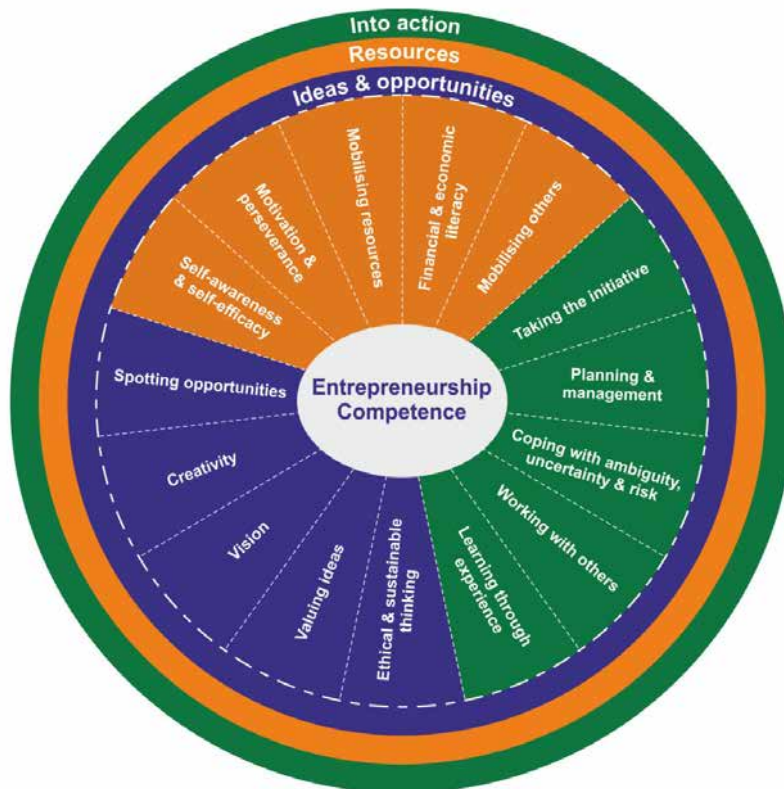 Into action
Resources
Ideas & opportunities
Self-awareness
& self-efficacy
Motivation &
perseverance
Mobilising resources
Financial & economic
literacy
Mobilising others
Taking the initiative
Planning &
management
Coping with ambiguity,
uncertainty & risk
Working with others
Learning through
experience
Ethical & sustainable
thinking
Valuing ideas
Vision
Creativity
Spotting opportunities
Entrepreneurship
Competence